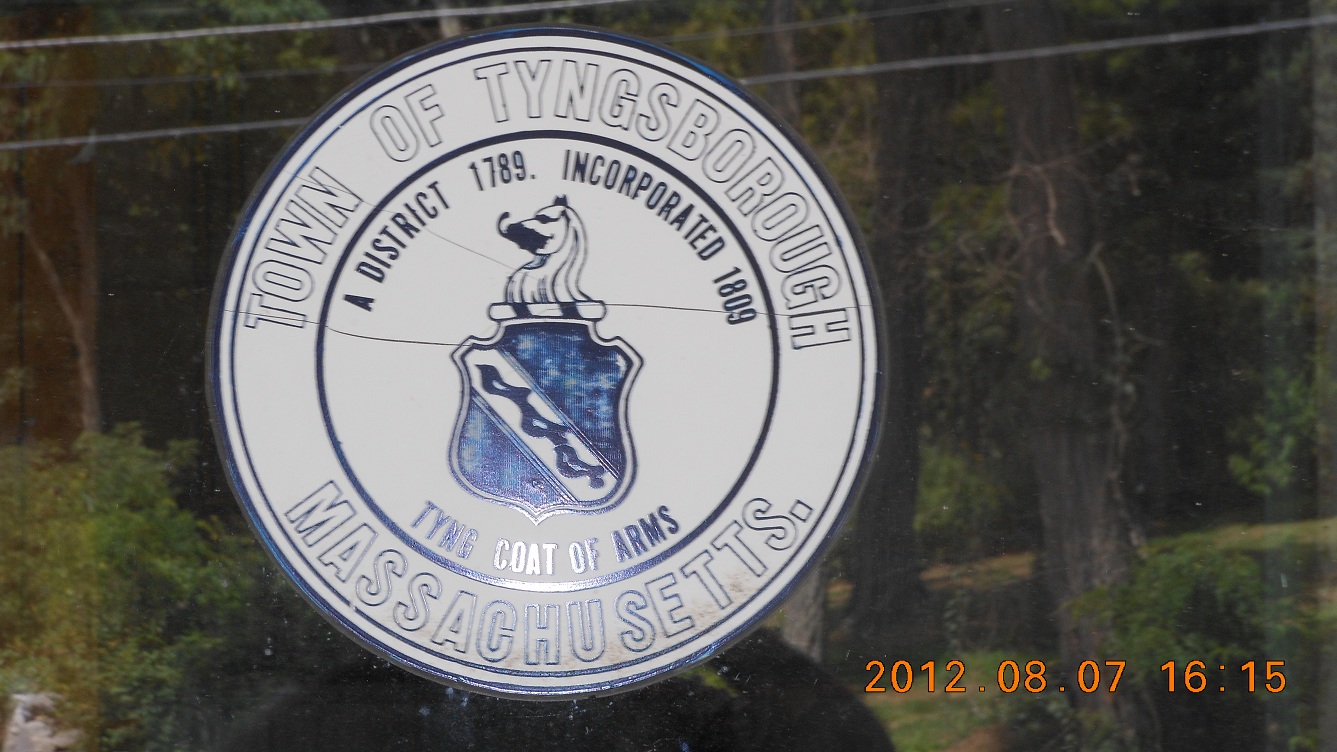 TOWN OF TYNGSBOROUGH
A DISTRICT 1789. INCORPORATED 1809
TYNG COAT OF ARMS
MASSACHUSETTS.
2012.08.07 16:15